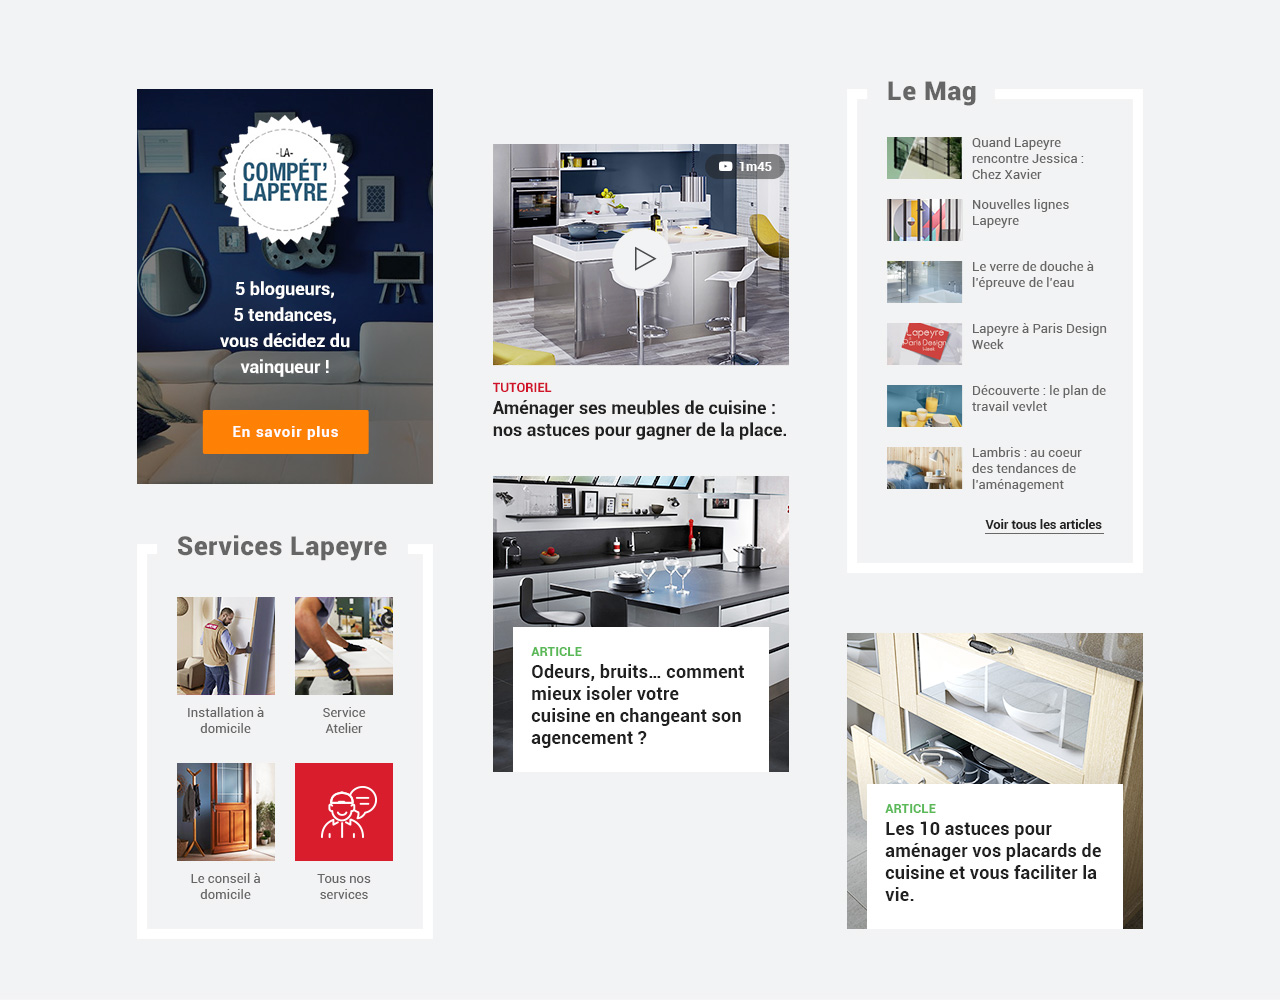 -LA-
COMPÉT'
LAPEYRE
5 blogueurs,
5 tendances,
vous décidez du
vainqueur !
En savoir plus
Services Lapeyre
Installation à
domicile
Service
Atelier
Le conseil à
domicile
Tous nos
services
1m45
TUTORIEL
Aménager ses meubles de cuisine :
nos astuces pour gagner de la place.
ARTICLE
Odeurs, bruits... comment
mieux isoler votre
cuisine en changeant son
agencement ?
Le Mag
Quand Lapeyre
rencontre Jessica :
Chez Xavier
Nouvelles lignes
Lapeyre
Le verre de douche à
l'épreuve de l'eau
Lapeyre
Paris Design
Week
Lapeyre à Paris Design
Week
Découverte : le plan de
travail vevlet
Lambris : au coeur
des tendances de
l'aménagement
Voir tous les articles
ARTICLE
Les 10 astuces pour
aménager vos placards de
cuisine et vous faciliter la
vie.